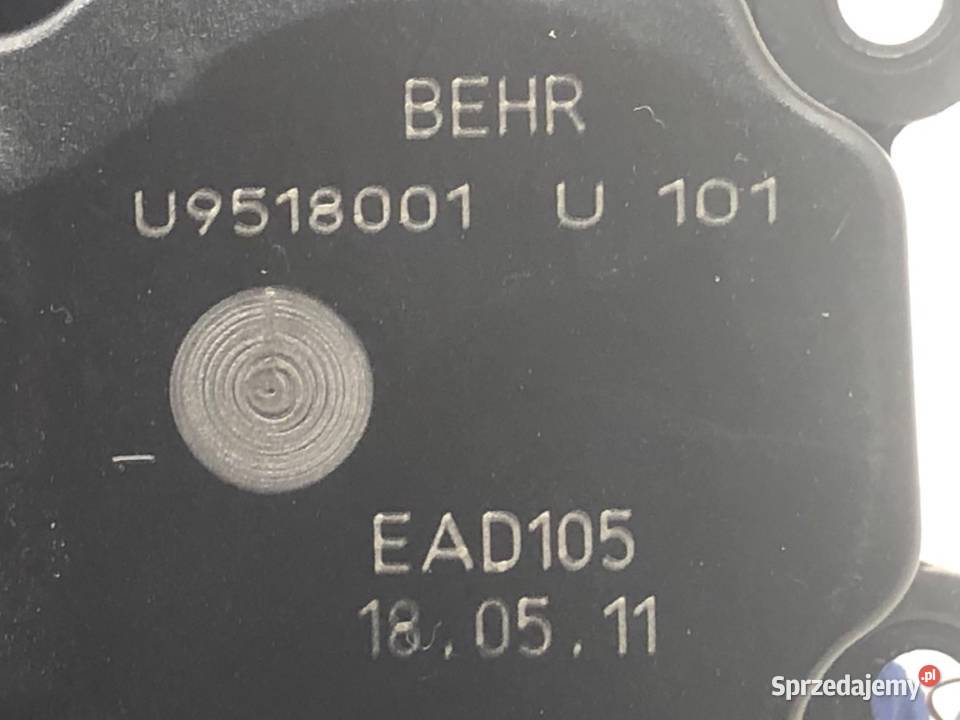 BEHR
U9518001 U 101
EAD105
18.05.11
Sprzedajemy.pl